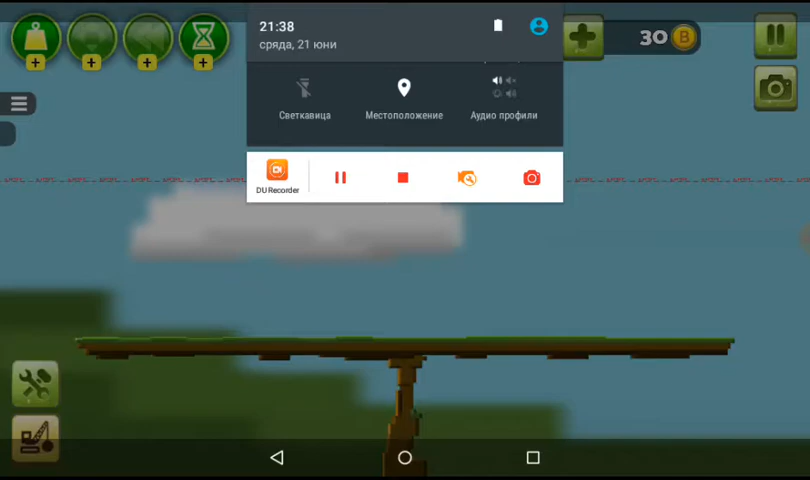 21:38
сряда, 21 юни
30
B
Светкавица
Местоположение
Аудио профили
DU Recorder